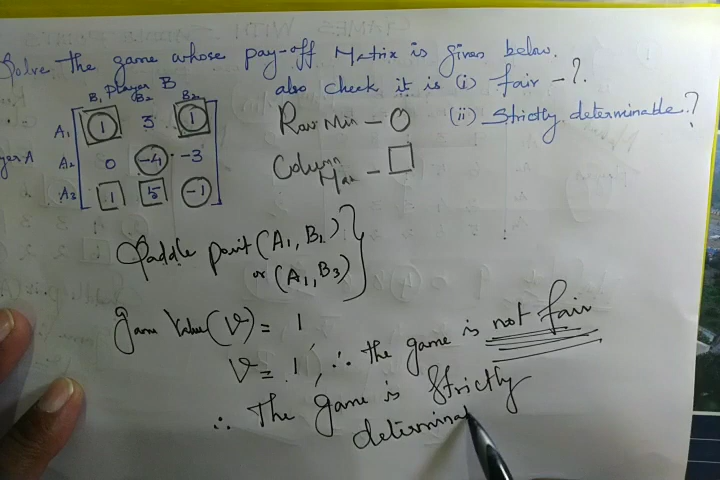 Solve the game whose pay-off Matrix is given below.
also check it is (i) fair - ?
(ii) Strictly determinable ?
Player B
B₁ B₂ B₃
A₁ 1 3 1
A₂ 0 -4 -3
A₃ 1 5 -1
Row Min - ○
Column Max - □
Saddle point (A₁, B₁)
or (A₁, B₃)
Game Value (V) = 1
V = 1, ∴ the game is not fair
∴ The game is Strictly
determina